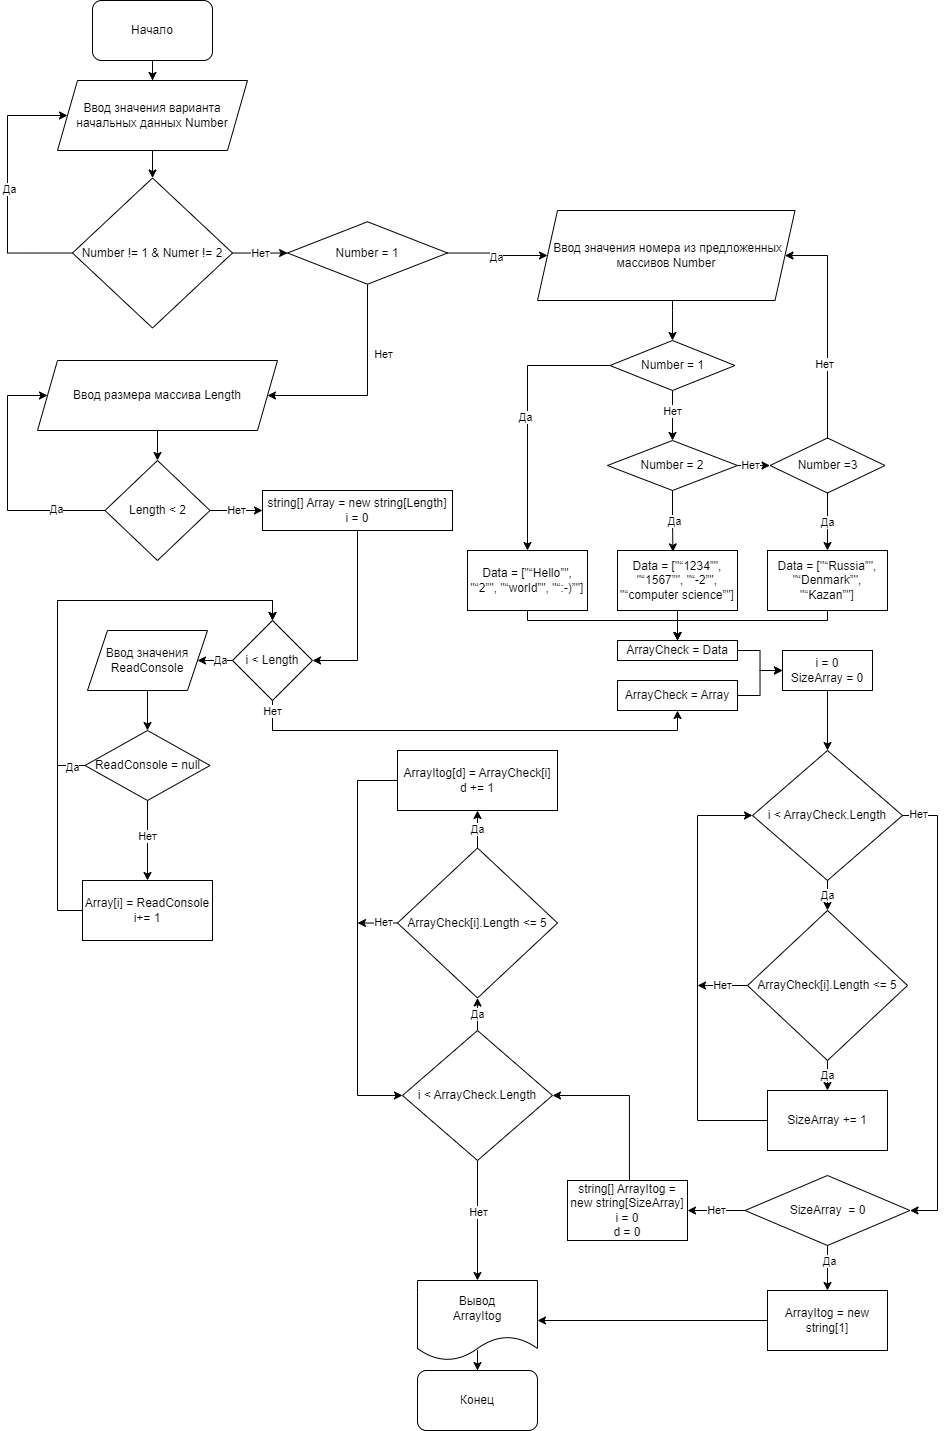 Начало
Ввод значения варианта
начальных данных Number
Да
Number != 1 & Numer != 2
Нет
Number = 1
Да
Ввод значения номера из предложенных
массивов Number
Нет
Number = 1
Нет
Ввод размера массива Length
Да
Нет
Number = 2
Нет
Number =3
Length < 2
Да
Нет
string[] Array = new string[Length]
i = 0
Да
Да
Data = ["“Hello”",
"“2”", "“world”", "“:-)”"]
Data = ["“1234”",
"“1567”", "“-2”",
"“computer science”"]
Data = ["“Russia”",
"“Denmark”",
"“Kazan”"]
Ввод значения
ReadConsole
Да
i < Length
Нет
ArrayCheck = Data
ArrayCheck = Array
i = 0
SizeArray = 0
ReadConsole = null
Да
Нет
Array[i] = ReadConsole
i+= 1
ArrayItog[d] = ArrayCheck[i]
d += 1
Да
ArrayCheck[i].Length <= 5
Нет
Да
i < ArrayCheck.Length
Нет
i < ArrayCheck.Length
Нет
Да
ArrayCheck[i].Length <= 5
Нет
Да
SizeArray += 1
string[] ArrayItog =
new string[SizeArray]
i = 0
d = 0
Нет
SizeArray  = 0
Да
ArrayItog = new
string[1]
Вывод
ArrayItog
Конец